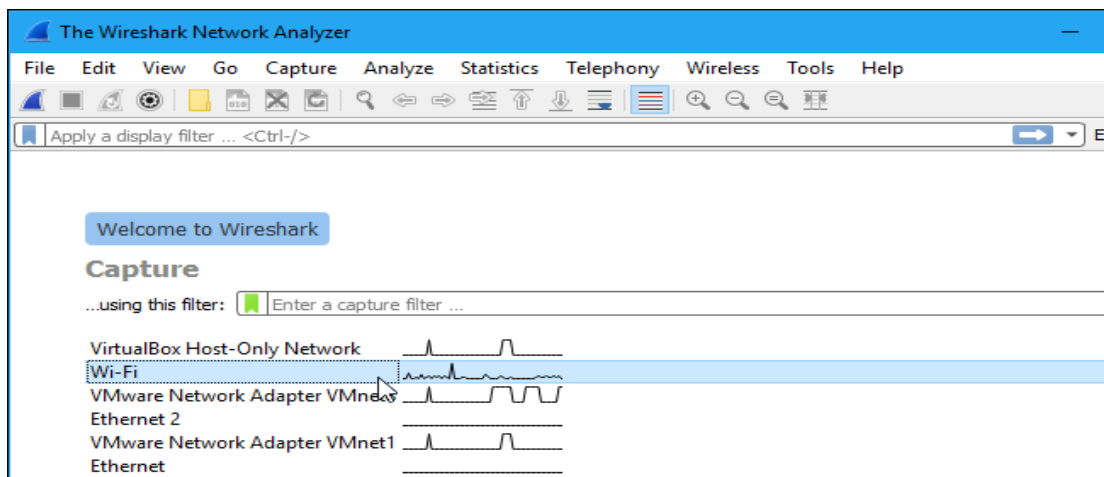 The Wireshark Network Analyzer
File Edit View Go Capture Analyze Statistics Telephony Wireless Tools Help
Apply a display filter ... <Ctrl-/>
Welcome to Wireshark
Capture
...using this filter: Enter a capture filter ...
VirtualBox Host-Only Network
Wi-Fi
VMware Network Adapter
Ethernet 2
VMware Network Adapter VMnet1
Ethernet